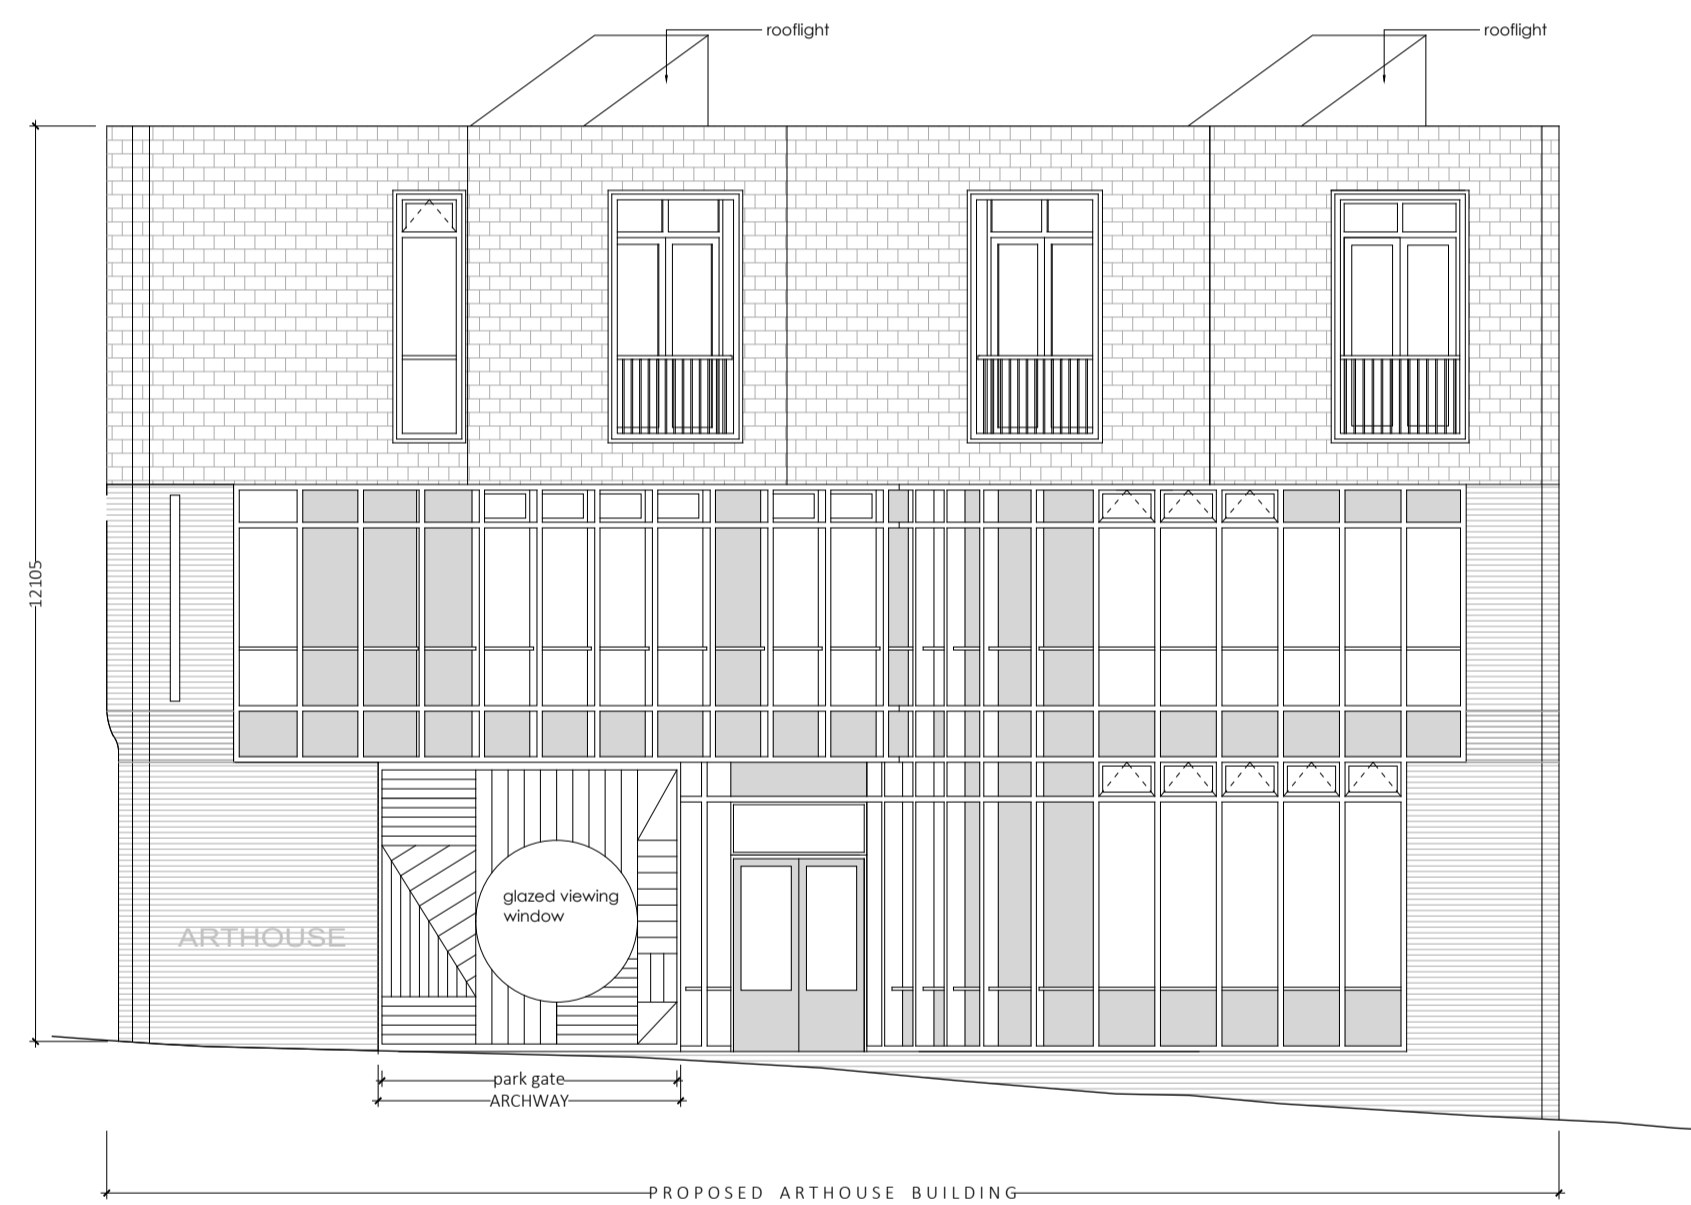 rooflight
rooflight
12105
glazed viewing
window
ARTHOUSE
park gate
ARCHWAY
PROPOSED ARTHOUSE BUILDING